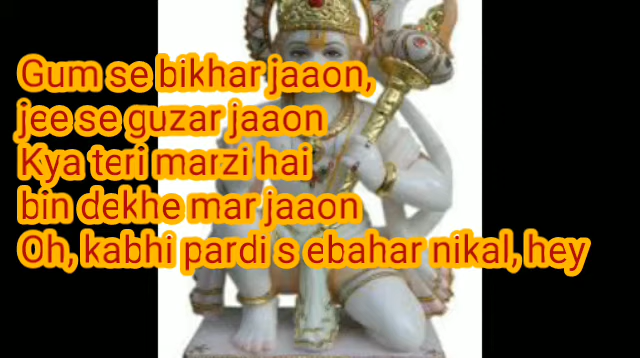 Gum se bikhar jaaon,
jee se guzar jaaon
Kya teri marzi hai
bin dekhe mar jaaon
Oh, kabhi pardi s ebahar nikal, hey